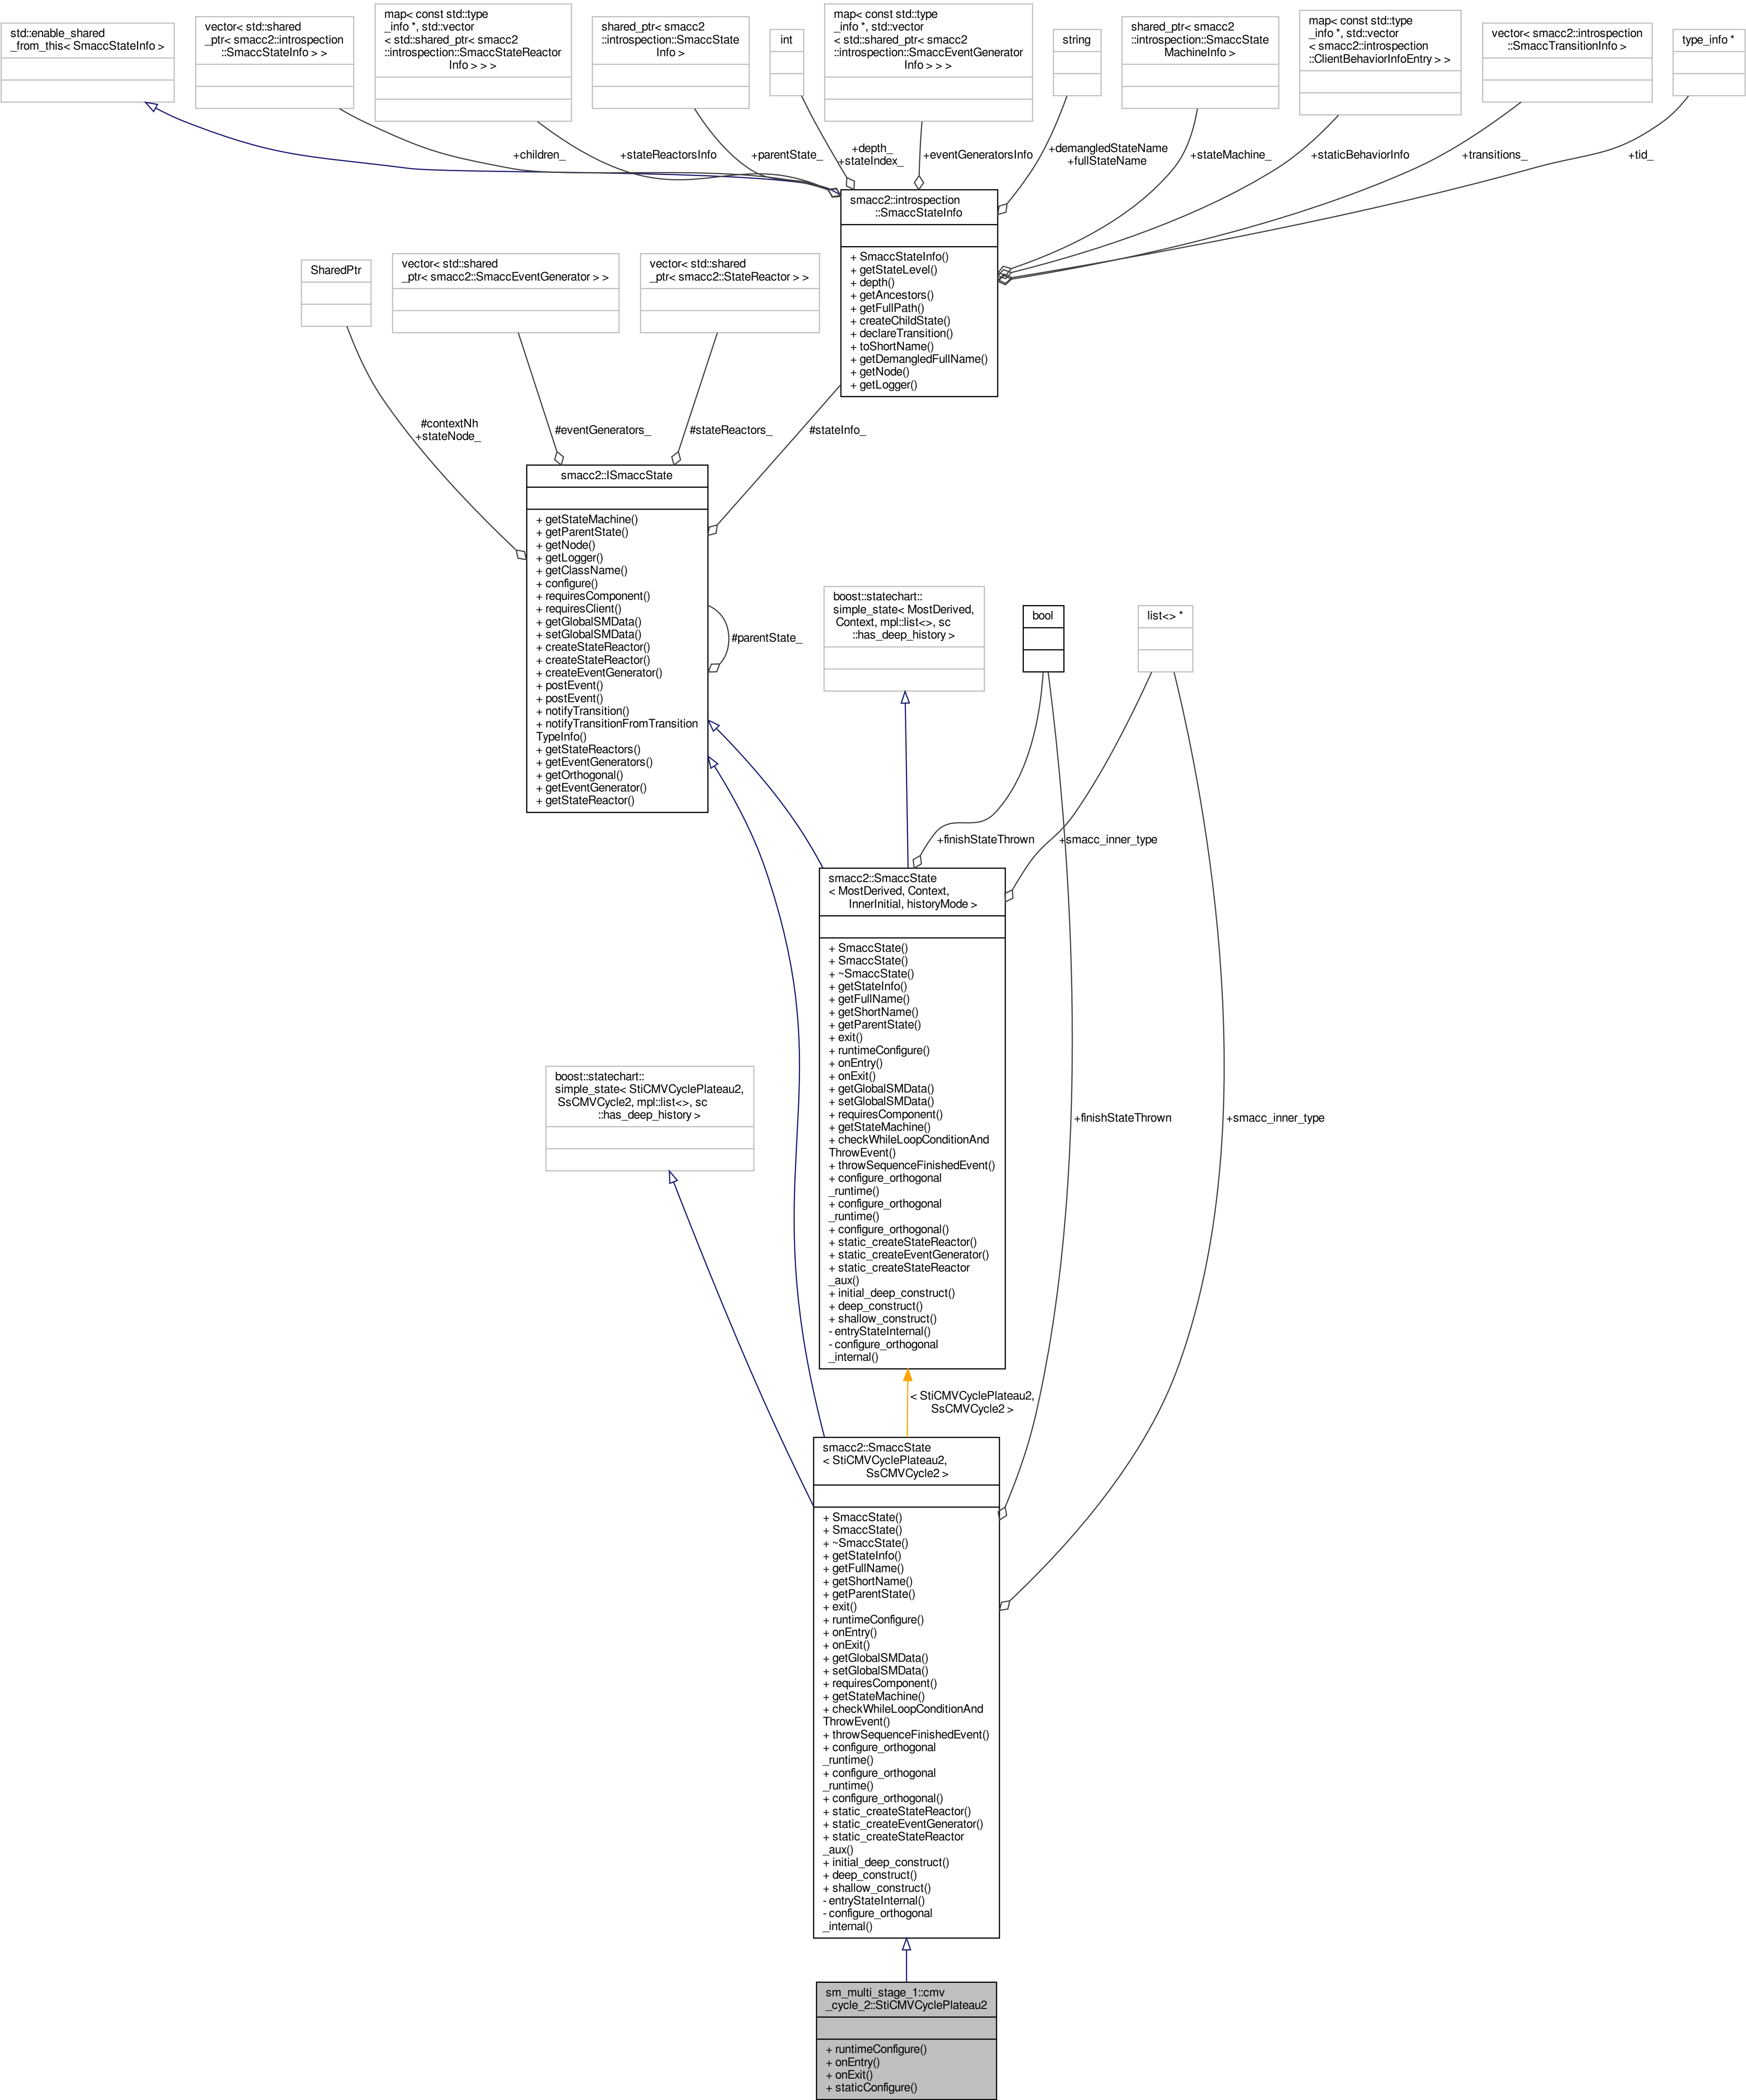 std::enable_shared
_from_this< SmaccStateInfo >
vector< std::shared
_ptr< smacc2::introspection
::SmaccStateInfo > >
map< const std::type
_info *, std::vector
< std::shared_ptr< smacc2
::introspection::SmaccStateReactor
Info > > >
shared_ptr< smacc2
::introspection::SmaccState
Info >
int
map< const std::type
_info *, std::vector
< std::shared_ptr< smacc2
::introspection::SmaccEventGenerator
Info > > >
string
shared_ptr< smacc2
::introspection::SmaccState
MachineInfo >
map< const std::type
_info *, std::vector
< smacc2::introspection
::ClientBehaviorInfoEntry > >
vector< smacc2::introspection
::SmaccTransitionInfo >
type_info *
+children_
+stateReactorsInfo
+parentState_
+depth_
+stateIndex_
+eventGeneratorsInfo
+demangledStateName
+fullStateName
+stateMachine_
+staticBehaviorInfo
+transitions_
+tid_
smacc2::introspection
::SmaccStateInfo
+ SmaccStateInfo()
+ getStateLevel()
+ depth()
+ getAncestors()
+ getFullPath()
+ createChildState()
+ declareTransition()
+ toShortName()
+ getDemangledFullName()
+ getNode()
+ getLogger()
SharedPtr
vector< std::shared
_ptr< smacc2::SmaccEventGenerator > >
vector< std::shared
_ptr< smacc2::StateReactor > >
#contextNh
+stateNode_
#eventGenerators_
#stateReactors_
#stateInfo_
smacc2::ISmaccState
+ getStateMachine()
+ getParentState()
+ getNode()
+ getLogger()
+ getClassName()
+ configure()
+ requiresComponent()
+ requiresClient()
+ getGlobalSMData()
+ setGlobalSMData()
+ createStateReactor()
+ createStateReactor()
+ createEventGenerator()
+ postEvent()
+ postEvent()
+ notifyTransition()
+ notifyTransitionFromTransition
TypeInfo()
+ getStateReactors()
+ getEventGenerators()
+ getOrthogonal()
+ getEventGenerator()
+ getStateReactor()
#parentState_
boost::statechart::
simple_state< MostDerived,
Context, mpl::list<>, sc
::has_deep_history >
bool
list<> *
+finishStateThrown
+smacc_inner_type
smacc2::SmaccState
< MostDerived, Context,
InnerInitial, historyMode >
+ SmaccState()
+ SmaccState()
+ ~SmaccState()
+ getStateInfo()
+ getFullName()
+ getShortName()
+ getParentState()
+ exit()
+ runtimeConfigure()
+ onEntry()
+ onExit()
+ getGlobalSMData()
+ setGlobalSMData()
+ requiresComponent()
+ getStateMachine()
+ checkWhileLoopConditionAnd
ThrowEvent()
+ throwSequenceFinishedEvent()
+ configure_orthogonal
_runtime()
+ configure_orthogonal
_runtime()
+ configure_orthogonal()
+ static_createStateReactor()
+ static_createEventGenerator()
+ static_createStateReactor
_aux()
+ initial_deep_construct()
+ deep_construct()
+ shallow_construct()
- entryStateInternal()
- configure_orthogonal
_internal()
boost::statechart::
simple_state< StiCMVCyclePlateau2,
SsCMVCycle2, mpl::list<>, sc
::has_deep_history >
+finishStateThrown
+smacc_inner_type
< StiCMVCyclePlateau2,
SsCMVCycle2 >
smacc2::SmaccState
< StiCMVCyclePlateau2,
SsCMVCycle2 >
+ SmaccState()
+ SmaccState()
+ ~SmaccState()
+ getStateInfo()
+ getFullName()
+ getShortName()
+ getParentState()
+ exit()
+ runtimeConfigure()
+ onEntry()
+ onExit()
+ getGlobalSMData()
+ setGlobalSMData()
+ requiresComponent()
+ getStateMachine()
+ checkWhileLoopConditionAnd
ThrowEvent()
+ throwSequenceFinishedEvent()
+ configure_orthogonal
_runtime()
+ configure_orthogonal
_runtime()
+ configure_orthogonal()
+ static_createStateReactor()
+ static_createEventGenerator()
+ static_createStateReactor
_aux()
+ initial_deep_construct()
+ deep_construct()
+ shallow_construct()
- entryStateInternal()
- configure_orthogonal
_internal()
sm_multi_stage_1::cmv
_cycle_2::StiCMVCyclePlateau2
+ runtimeConfigure()
+ onEntry()
+ onExit()
+ staticConfigure()